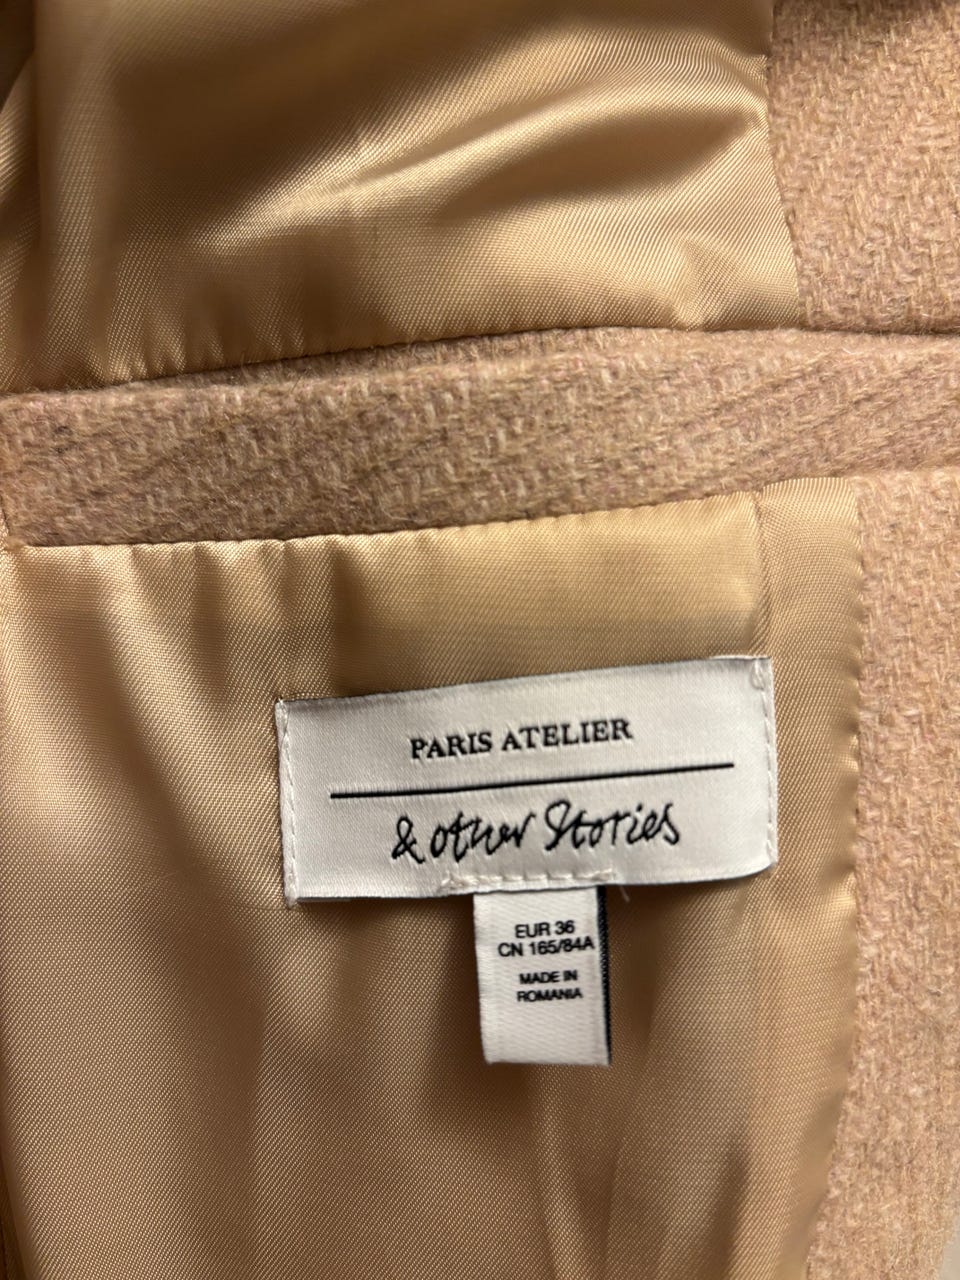 PARIS ATELIER
& other Stories
EUR 36
CN 165/84A
MADE IN
ROMANIA